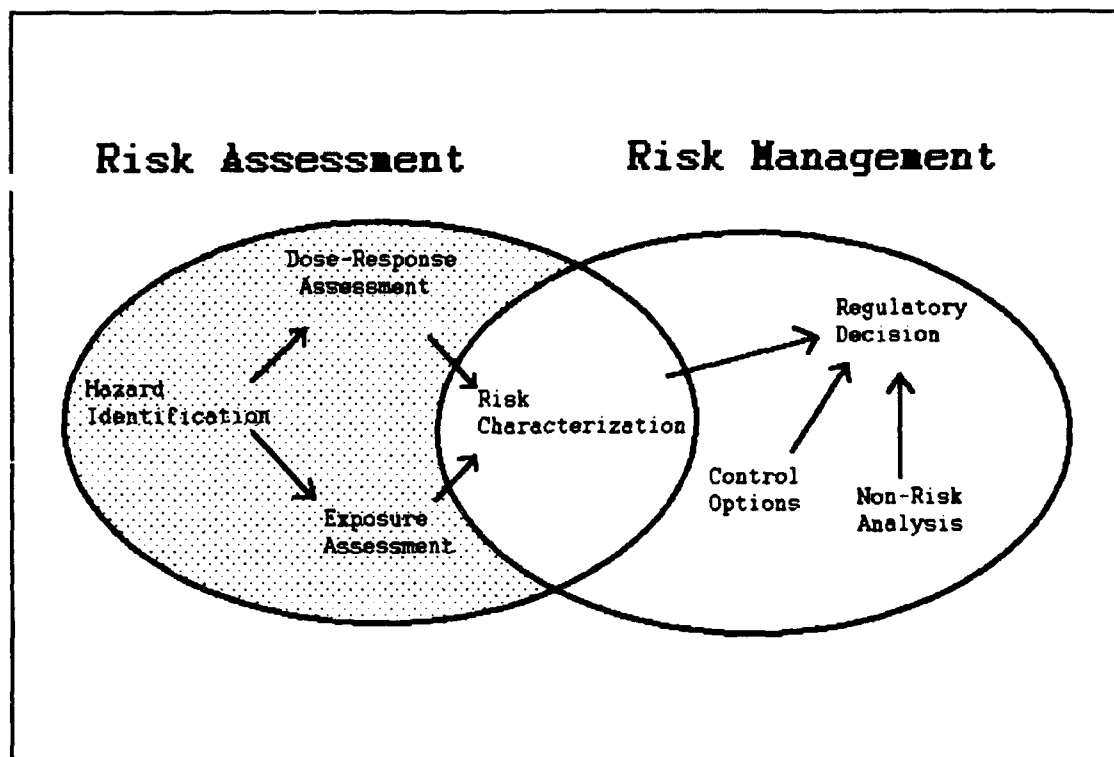 Risk Assessment
Risk Management
Dose-Response
Assessment
Hazard
Identification
Exposure
Assessment
Risk
Characterization
Regulatory
Decision
Control
Options
Non-Risk
Analysis